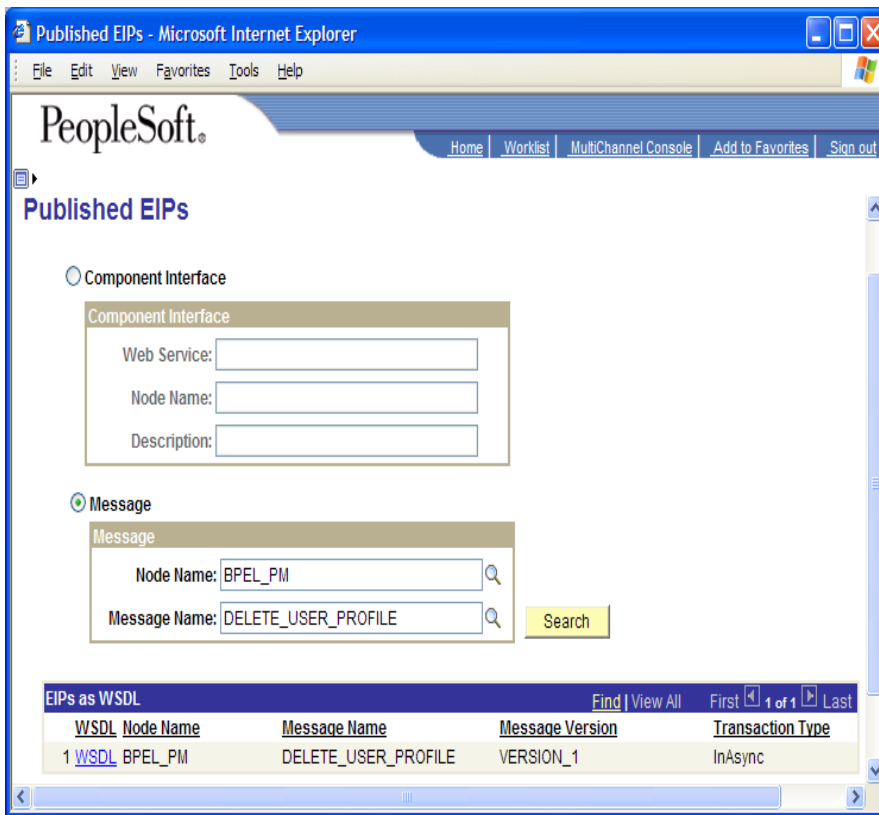 Published EIPs - Microsoft Internet Explorer
File Edit View Favorites Tools Help
PeopleSoft®
Home Worklist MultiChannel Console Add to Favorites Sign out
Published EIPs
Component Interface
Component Interface
Web Service:
Node Name:
Description:
Message
Message
Node Name: BPEL_PM
Message Name: DELETE_USER_PROFILE Search
EIPs as WSDL Find | View All First 1 of 1 Last
WSDL Node Name Message Name Message Version Transaction Type
1 WSDL BPEL_PM DELETE_USER_PROFILE VERSION_1 InAsync